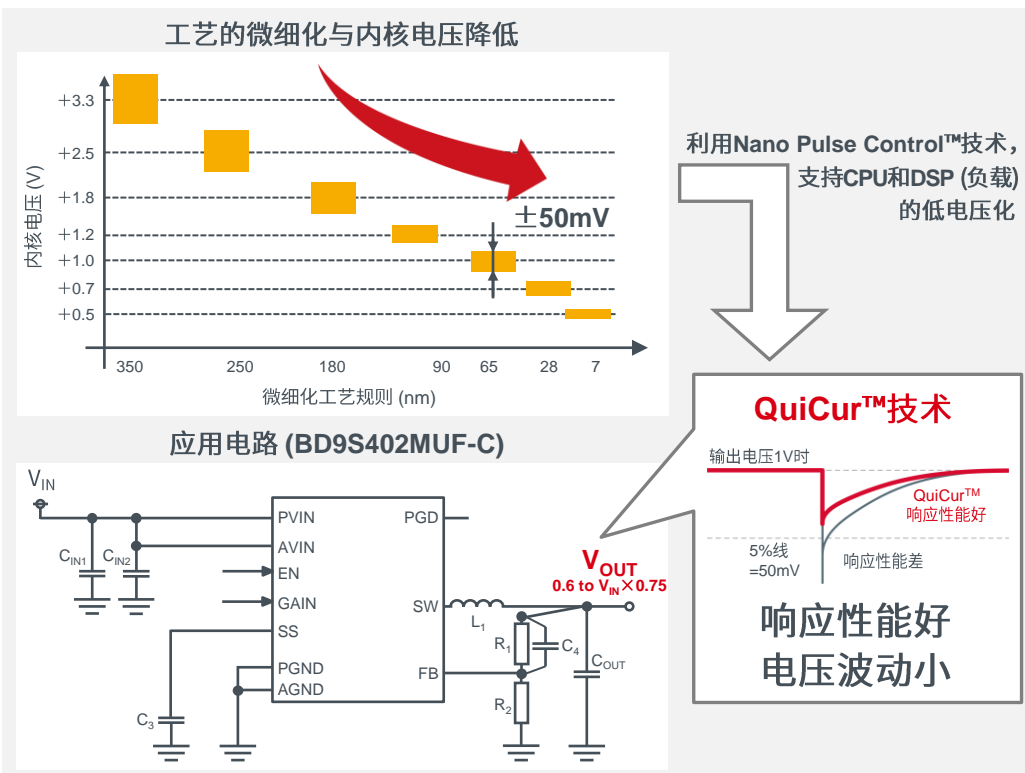 工艺的微细化与内核电压降低
内核电压 (V)
+3.3
+2.5
+1.8
+1.2
+1.0
+0.7
+0.5
±50mV
350 250 180 90 65 28 7
微细化工艺规则 (nm)
利用Nano Pulse Control™技术，
支持CPU和DSP (负载)
的低电压化
应用电路 (BD9S402MUF-C)
VIN
CIN1
CIN2
PVIN
AVIN
EN
GAIN
SS
PGND
AGND
PGD
SW
FB
C3
L1
R1
C4
R2
COUT
VOUT
0.6 to VIN×0.75
QuiCur™技术
输出电压1V时
QuiCur™
响应性能好
5%线
=50mV
响应性能差
响应性能好
电压波动小